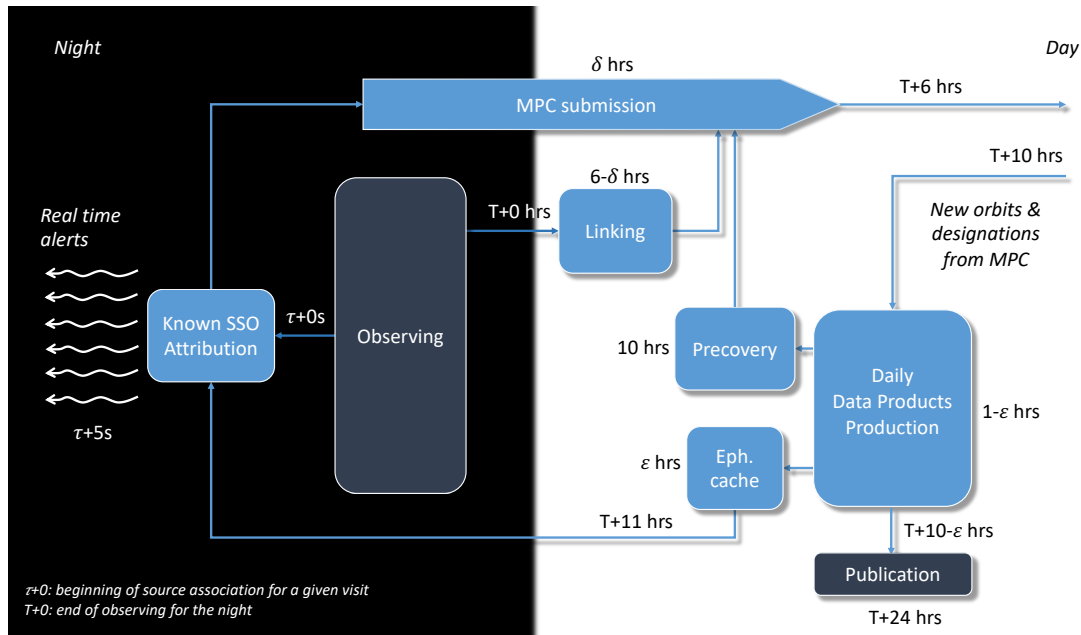 Night
Day
δ hrs
MPC submission
T+6 hrs
T+10 hrs
New orbits &
designations
from MPC
6-δ hrs
T+0 hrs
Linking
Real time
alerts
Known SSO
Attribution
τ+0s
Observing
τ+5s
10 hrs
Precovery
Daily
Data Products
Production
1-ε hrs
ε hrs
Eph.
cache
T+11 hrs
T+10-ε hrs
Publication
T+24 hrs
τ+0: beginning of source association for a given visit
T+0: end of observing for the night